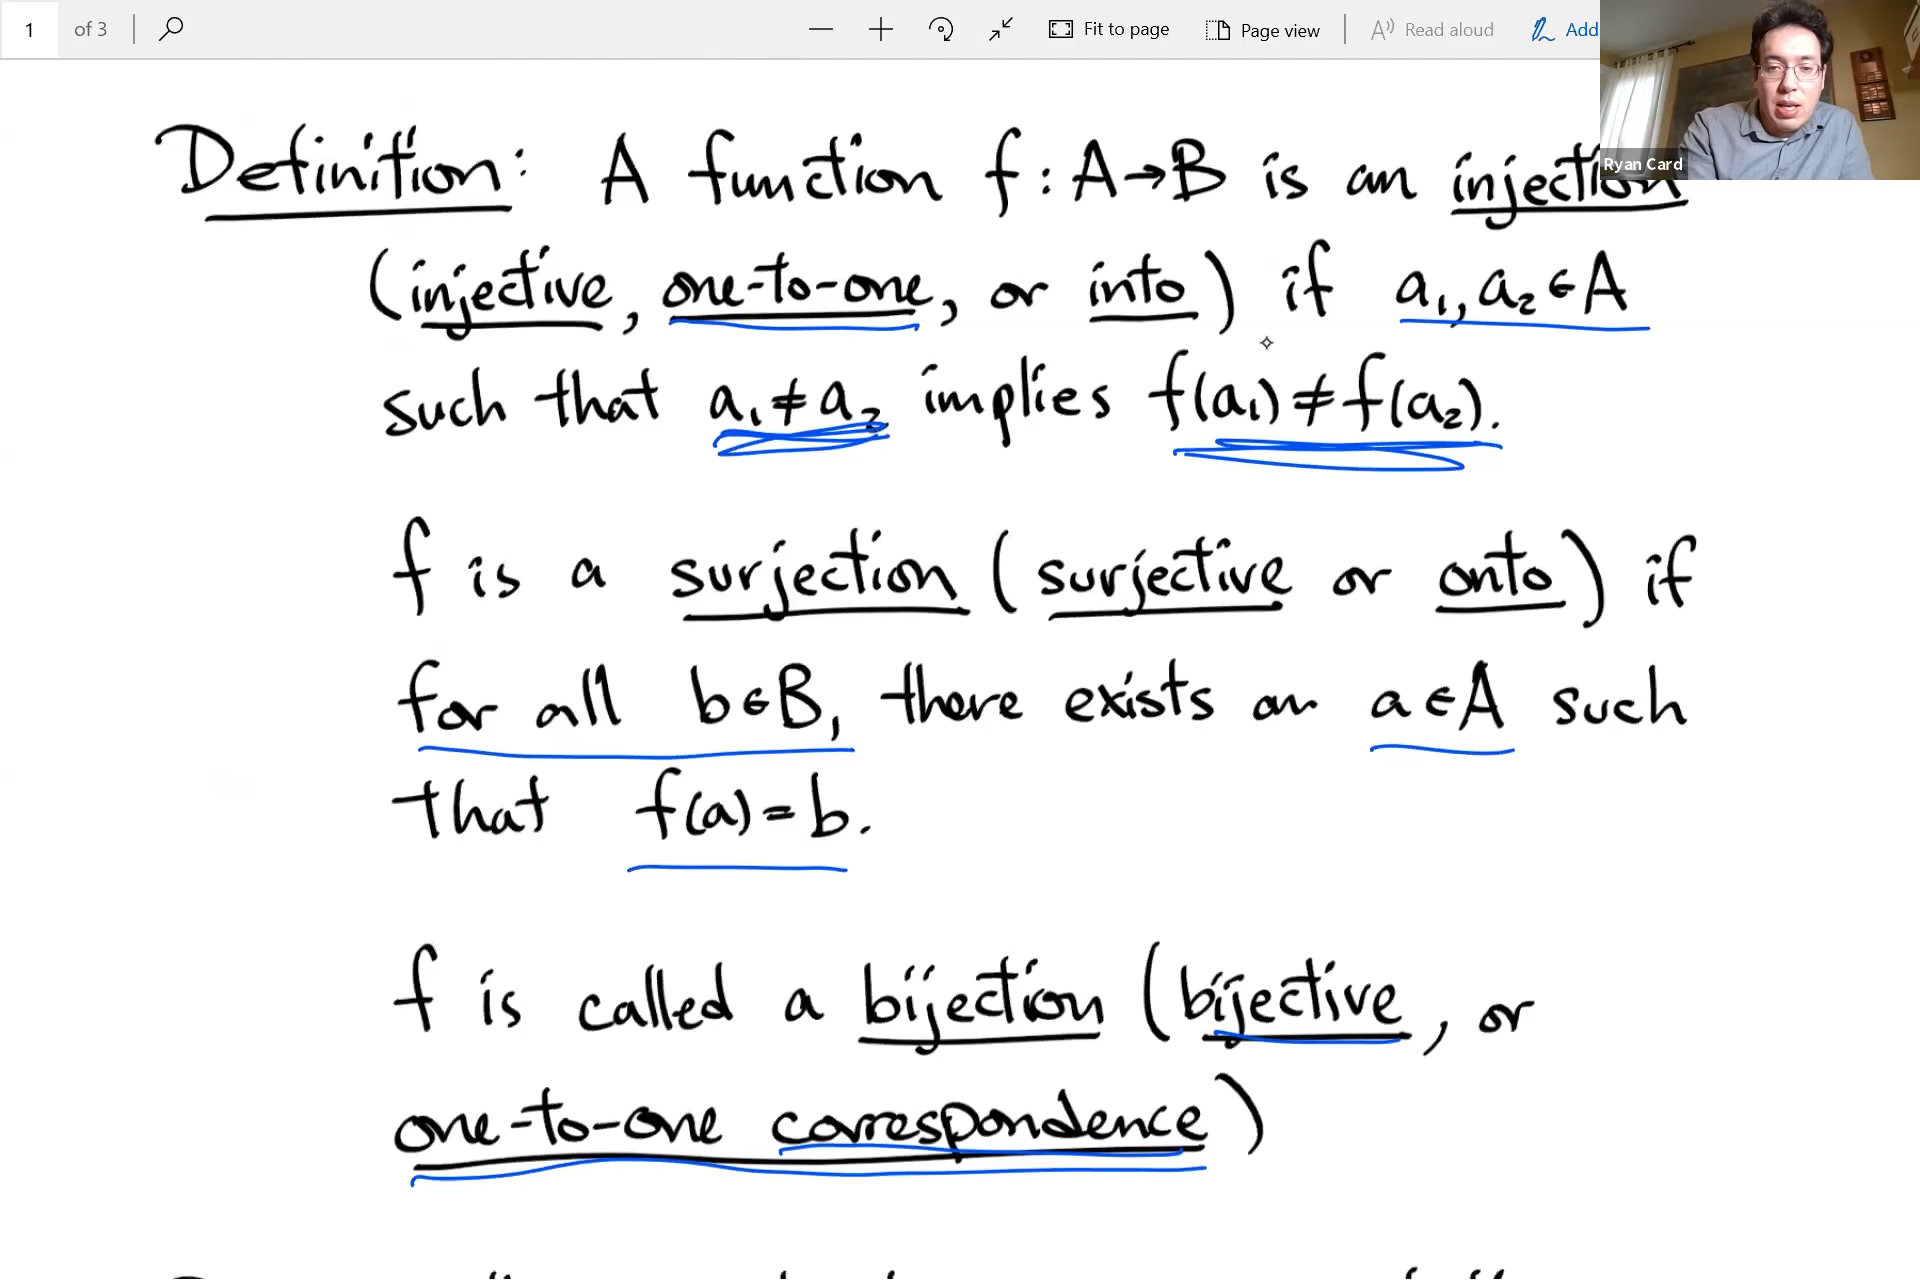 1 of 3 Fit to page Page view Read aloud Add
Ryan Card
Definition: A function f: A→B is an injection
(injective, one-to-one, or into) if a₁, a₂ ∈ A
such that a₁ ≠ a₂ implies f(a₁) ≠ f(a₂).
f is a surjection (surjective or onto) if
for all b ∈ B, there exists an a ∈ A such
that f(a) = b.
f is called a bijection (bijective, or
one-to-one correspondence)